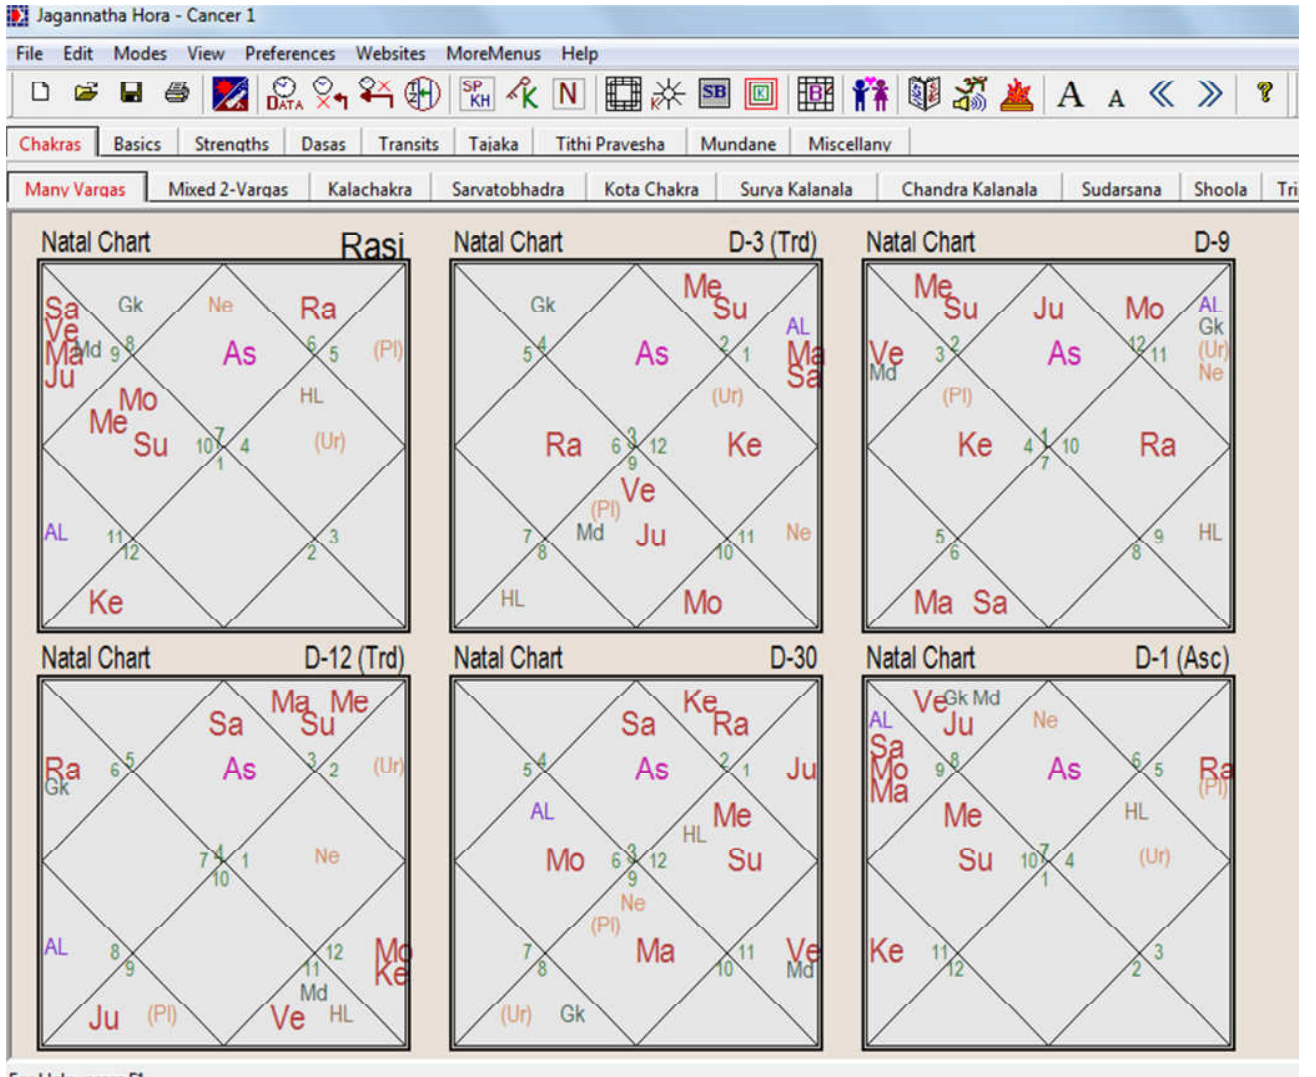 Jagannatha Hora - Cancer 1
File Edit Modes View Preferences Websites MoreMenus Help
DATA SP KH K N K SB K B A A ?
Chakras Basics Strengths Dasas Transits Tajaka Tithi Pravesha Mundane Miscellany
Many Vargas Mixed 2-Vargas Kalachakra Sarvatobhadra Kota Chakra Surya Kalanala Chandra Kalanala Sudarsana Shoola Tri
Natal Chart Rasi
Sa Gk Ne Ra
Ve
Ma Md 9 8 As 6 5 (Pl)
Ju
Mo HL
Me
Su 10 7 4 (Ur)
1
AL 11 3
12 2
Ke
Natal Chart D-3 (Trd)
Me
Gk Su
AL
5 4 As 2 1 Ma
Sa
(Ur)
Ra 6 3 12 Ke
9
Ve
(Pl)
7 Md Ju 11 Ne
8 10
HL Mo
Natal Chart D-9
Me AL
Su Ju Mo Gk
Ve 3 2 As 12 11 (Ur)
Md Ne
(Pl)
Ke 4 1 10 Ra
7
5 9 HL
6 8
Ma Sa
Natal Chart D-12 (Trd)
Ma Me
Sa Su
Ra 6 5 As 3 2 (Ur)
Gk
7 4 1 Ne
10
AL 8 12 Mo
9 11 Ke
Md
Ju (Pl) Ve HL
Natal Chart D-30
Ke
Sa Ra
5 4 As 2 1 Ju
AL Me
HL
Mo 6 3 12 Su
9
Ne
(Pl)
7 Ma 11 Ve
8 10 Md
(Ur) Gk
Natal Chart D-1 (Asc)
Ve Gk Md
AL Ju Ne
Sa
Mo 9 8 As 6 5 Ra
Ma (Pl)
Me HL
Su 10 7 4 (Ur)
1
Ke 11 3
12 2